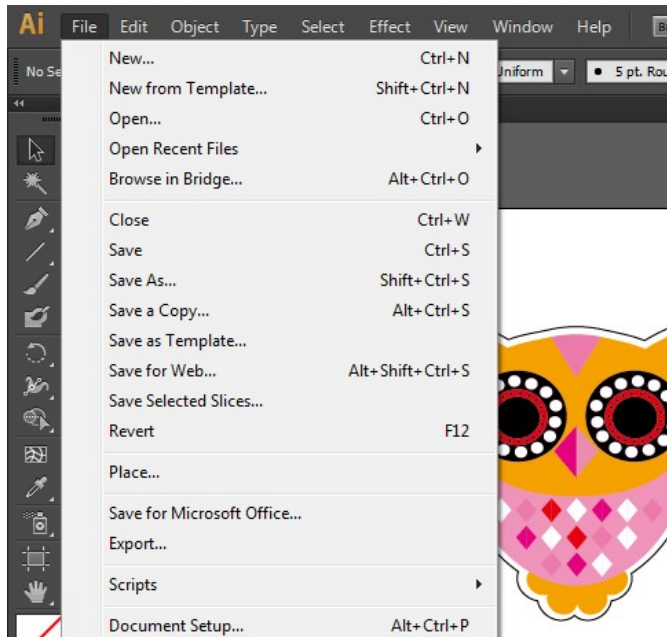 Ai File Edit Object Type Select Effect View Window Help
No Se
Uniform 5 pt. Rou
New... Ctrl+N
New from Template... Shift+Ctrl+N
Open... Ctrl+O
Open Recent Files
Browse in Bridge... Alt+Ctrl+O
Close Ctrl+W
Save Ctrl+S
Save As... Shift+Ctrl+S
Save a Copy... Alt+Ctrl+S
Save as Template...
Save for Web... Alt+Shift+Ctrl+S
Save Selected Slices...
Revert F12
Place...
Save for Microsoft Office...
Export...
Scripts
Document Setup... Alt+Ctrl+P